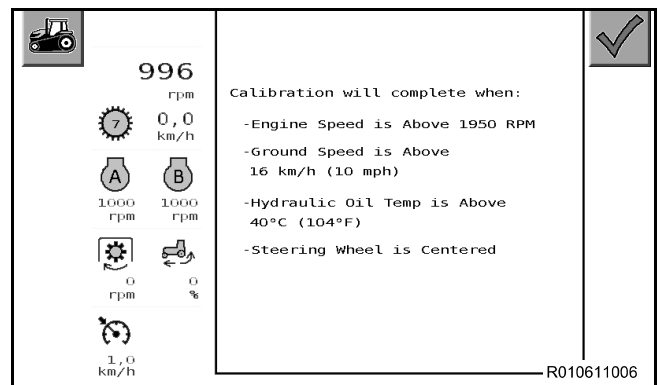 996
rpm
7
0,0
km/h
A
B
1000
rpm
1000
rpm
0
rpm
0
%
1,0
km/h
Calibration will complete when:
-Engine Speed is Above 1950 RPM
-Ground Speed is Above
16 km/h (10 mph)
-Hydraulic Oil Temp is Above
40°C (104°F)
-Steering Wheel is Centered
R010611006